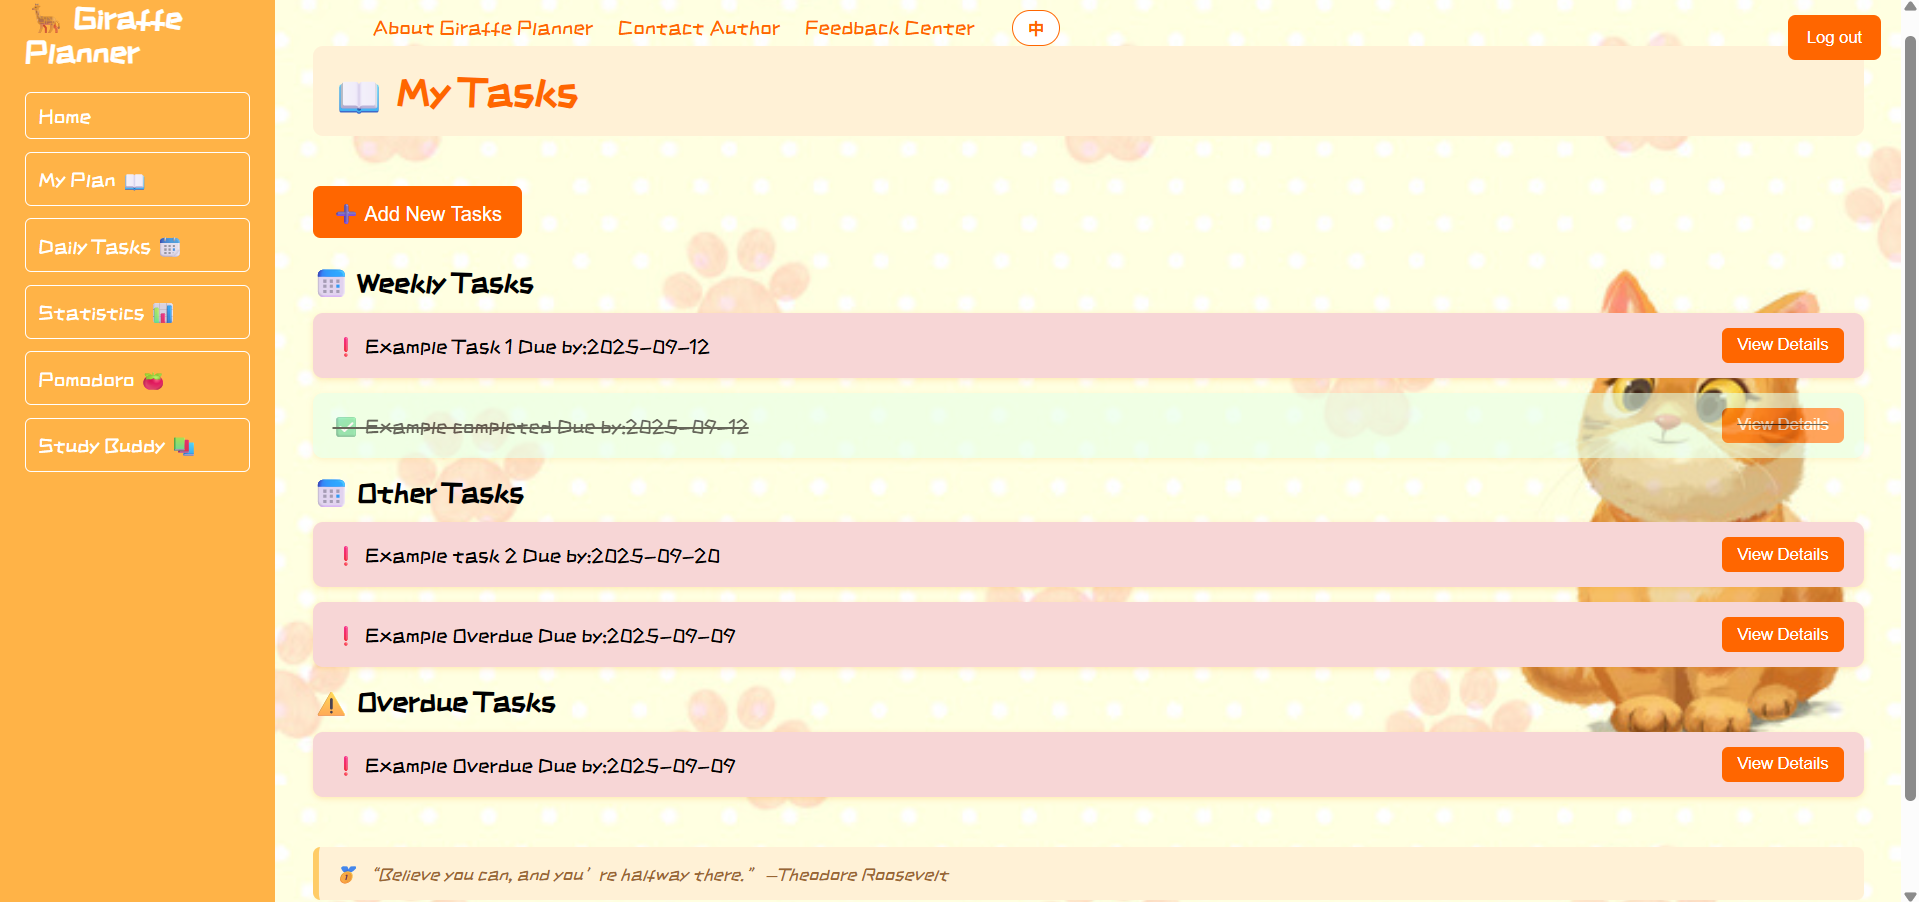 Giraffe
Planner
Home
My Plan
Daily Tasks
Statistics
Pomodoro
Study Buddy
About Giraffe Planner
Contact Author
Feedback Center
中
Log out
My Tasks
Add New Tasks
Weekly Tasks
Example Task 1 Due by:2025-09-12
View Details
Example completed Due by:2025-09-12
View Details
Other Tasks
Example task 2 Due by:2025-09-20
View Details
Example Overdue Due by:2025-09-09
View Details
Overdue Tasks
Example Overdue Due by:2025-09-09
View Details
“Believe you can, and you’re halfway there.” —Theodore Roosevelt